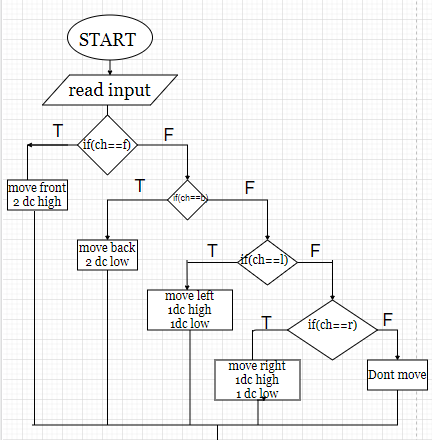 START
read input
T
if(ch==f)
F
move front
2 dc high
T
if(ch==b)
F
move back
2 dc low
T
if(ch==l)
F
move left
1dc high
1dc low
T
if(ch==r)
F
move right
1dc high
1 dc low
Dont move